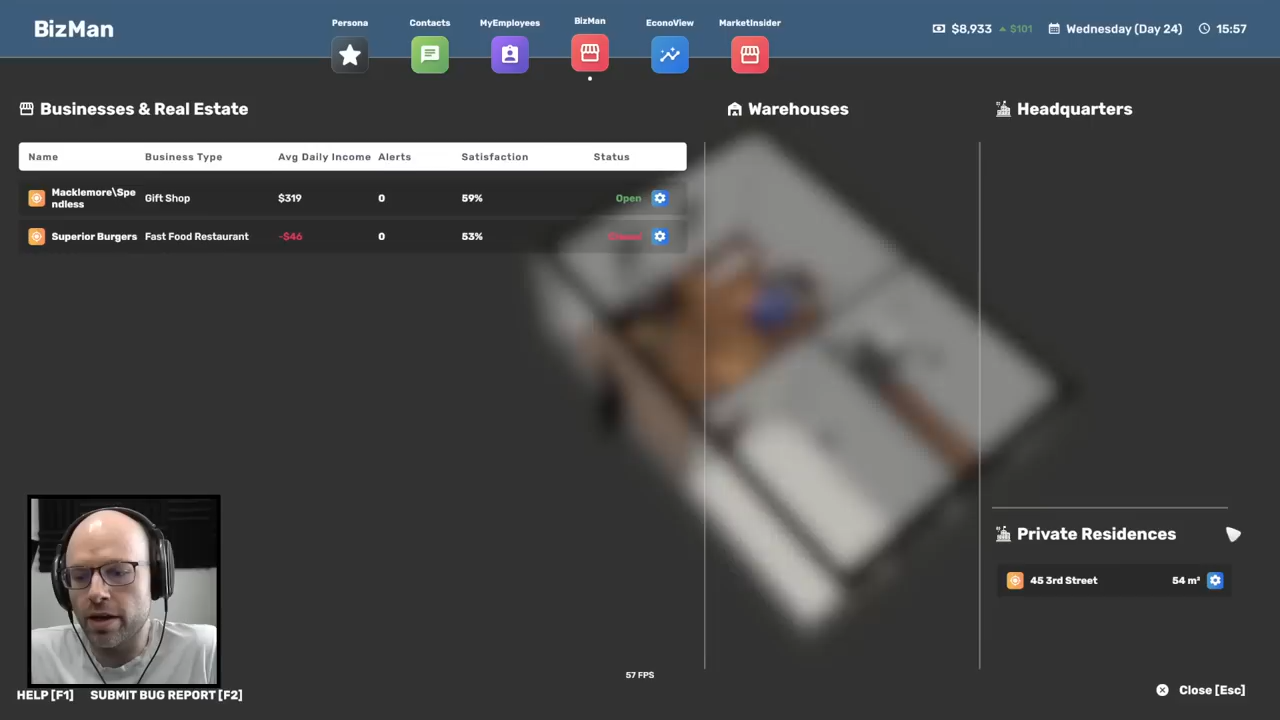 BizMan
Persona
Contacts
MyEmployees
BizMan
EconoView
MarketInsider
$8,933 $101 Wednesday (Day 24) 15:57
Businesses & Real Estate
Warehouses
Headquarters
Name Business Type Avg Daily Income Alerts Satisfaction Status
Macklemore\Spe
ndless Gift Shop $319 0 59% Open
Superior Burgers Fast Food Restaurant -$46 0 53% Closed
Private Residences
45 3rd Street 54 m²
57 FPS
HELP [F1] SUBMIT BUG REPORT [F2]
Close [Esc]